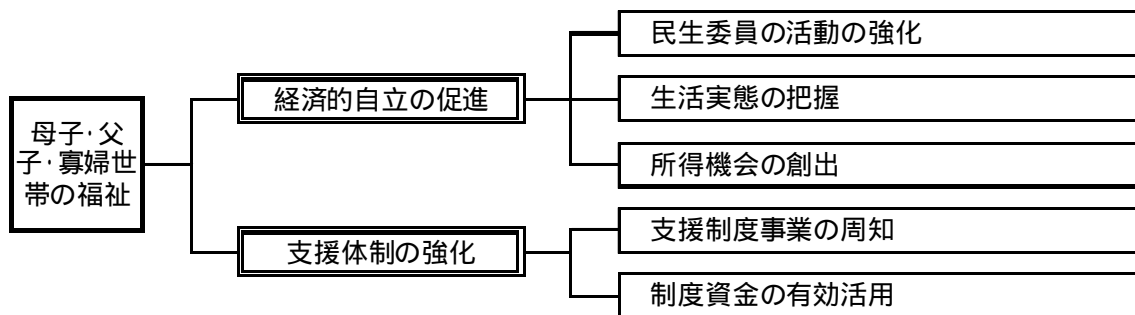 母子･父
子･寡婦世
帯の福祉
経済的自立の促進
民生委員の活動の強化
生活実態の把握
所得機会の創出
支援体制の強化
支援制度事業の周知
制度資金の有効活用